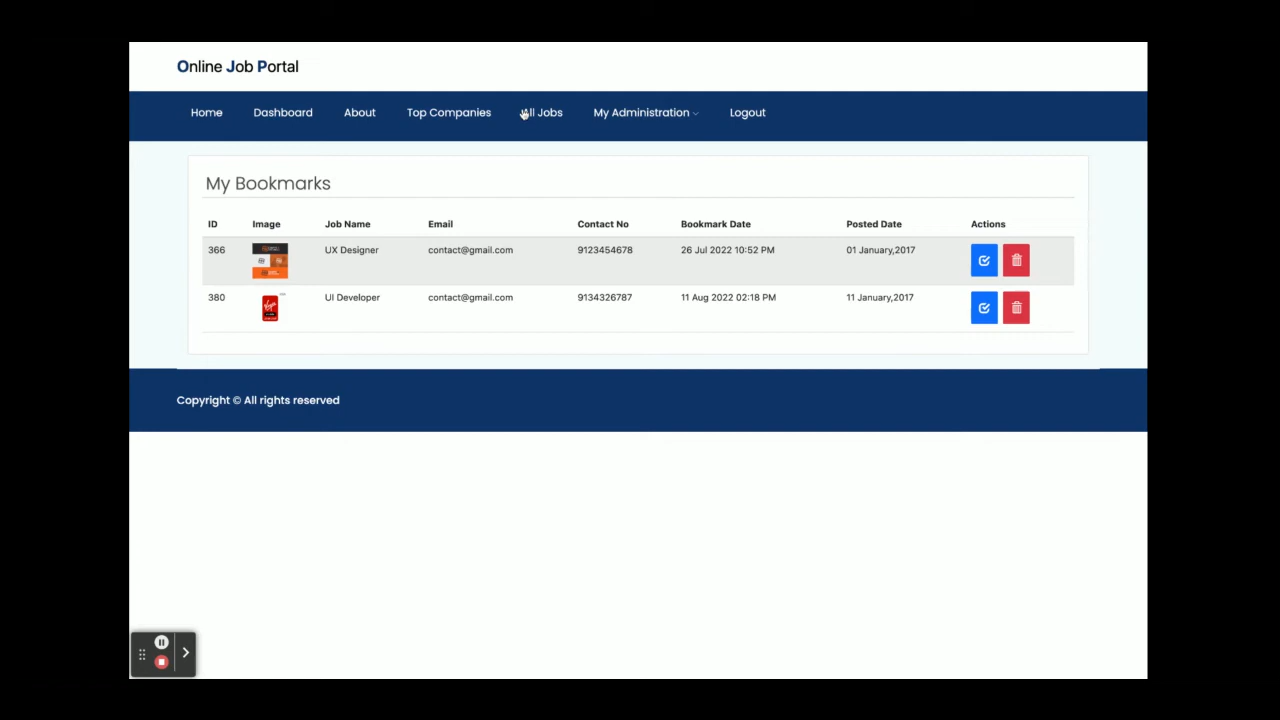 Online Job Portal
Home Dashboard About Top Companies All Jobs My Administration Logout
My Bookmarks
ID Image Job Name Email Contact No Bookmark Date Posted Date Actions
366 UX Designer contact@gmail.com 9123454678 26 Jul 2022 10:52 PM 01 January,2017
380 UI Developer contact@gmail.com 9134326787 11 Aug 2022 02:18 PM 11 January,2017
Copyright © All rights reserved